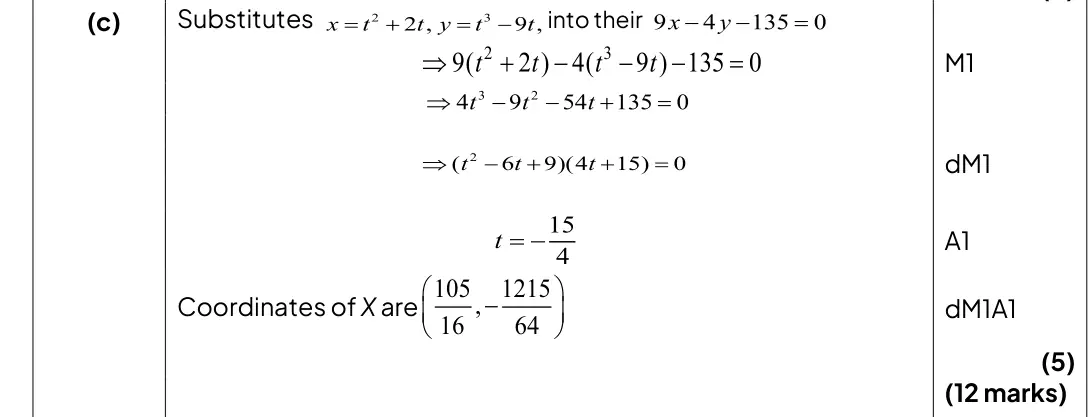 (c) Substitutes x = t² + 2t, y = t³ − 9t, into their 9x − 4y − 135 = 0
⇒ 9(t² + 2t) − 4(t³ − 9t) − 135 = 0 M1
⇒ 4t³ − 9t² − 54t + 135 = 0
⇒ (t² − 6t + 9)(4t + 15) = 0 dM1
t = −15/4 A1
Coordinates of X are (105/16, −1215/64) dM1A1
(5)
(12 marks)